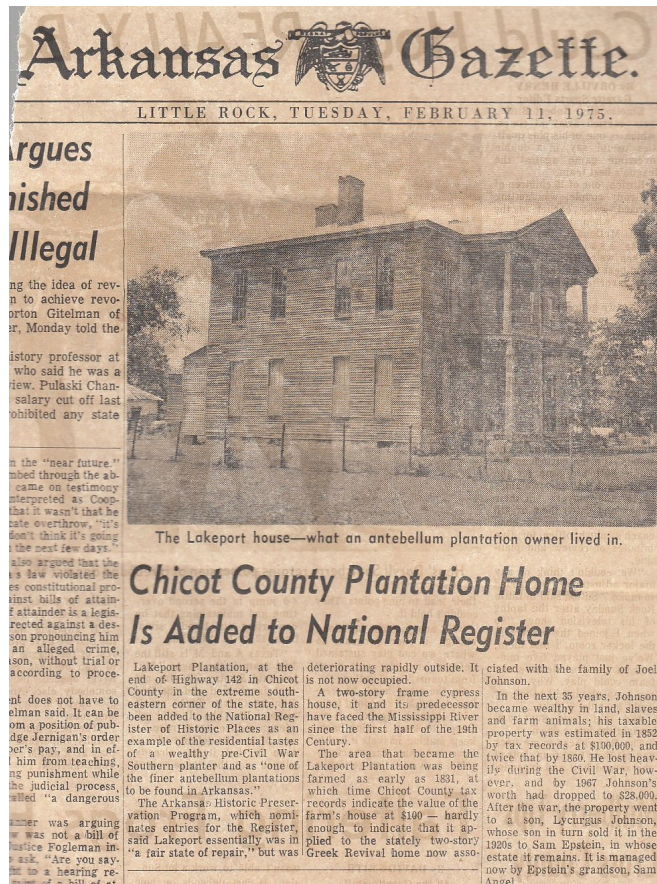 Arkansas Gazette.
LITTLE ROCK, TUESDAY, FEBRUARY 11, 1975.
Argues
nished
Illegal
ng the idea of rev-
n to achieve revo-
orton Gitelman of
er, Monday told the
istory professor at
who said he was a
view. Pulaski Chan-
salary cut off last
rohibited any state
n the "near future."
mbed through the ab-
came on testimony
nterpreted as Coop-
that it wasn't that he
cate overthrow, "it's
don't think it's going
the next few days."
also argued that the
s law violated the
es constitutional pro-
ainst bills of attain-
f attainder is a legis-
rected against a des-
son pronouncing him
an alleged crime,
ason, without trial or
according to proce-
ent does not have to
elman said. It can be
om a position of pub-
dge Jernigan's order
per's pay, and in ef-
him from teaching,
ng punishment while
he judicial process,
alled "a dangerous
was arguing
w was not a bill of
ustice Fogleman in-
ask, "Are you say-
to a hearing re-
of a bill of at-
The Lakeport house—what an antebellum plantation owner lived in.
Chicot County Plantation Home
Is Added to National Register
Lakeport Plantation, at the
end of Highway 142 in Chicot
County in the extreme south-
eastern corner of the state, has
been added to the National Reg-
ister of Historic Places as an
example of the residential tastes
of a wealthy pre-Civil War
Southern planter and as "one of
the finer antebellum plantations
to be found in Arkansas."
The Arkansas Historic Preser-
vation Program, which nomi-
nates entries for the Register,
said Lakeport essentially was in
"a fair state of repair," but was
deteriorating rapidly outside. It
is not now occupied.
A two-story frame cypress
house, it and its predecessor
have faced the Mississippi River
since the first half of the 19th
Century.
The area that became the
Lakeport Plantation was being
farmed as early as 1831, at
which time Chicot County tax
records indicate the value of the
farm's house at $100 — hardly
enough to indicate that it ap-
plied to the stately two-story
Greek Revival home now asso-
ciated with the family of Joel
Johnson.
In the next 35 years, Johnson
became wealthy in land, slaves
and farm animals; his taxable
property was estimated in 1852
by tax records at $100,000, and
twice that by 1860. He lost heav-
ily during the Civil War, how-
ever, and by 1967 Johnson's
worth had dropped to $28,000.
After the war, the property went
to a son, Lycurgus Johnson,
whose son in turn sold it in the
1920s to Sam Epstein, in whose
estate it remains. It is managed
now by Epstein's grandson, Sam
Angel